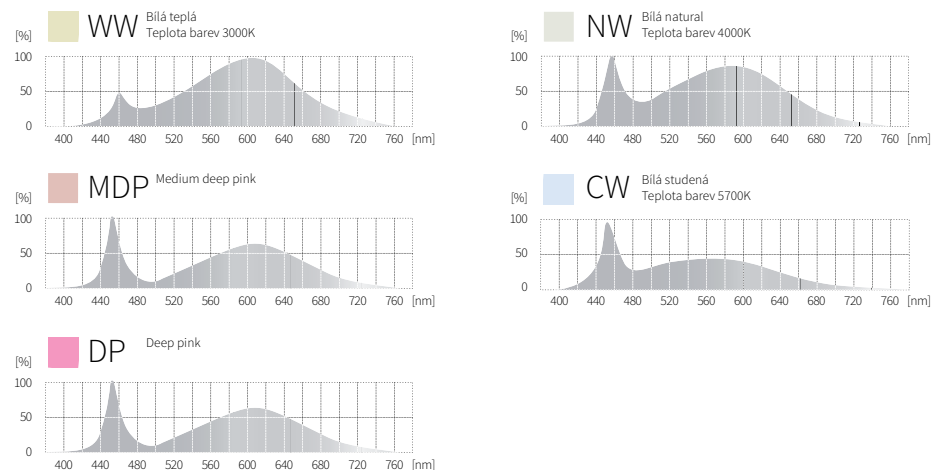 WW
Bílá teplá
Teplota barev 3000K
[%]
100
50
0
400 440 480 520 560 600 640 680 720 760 [nm]
NW
Bílá natural
Teplota barev 4000K
[%]
100
50
0
400 440 480 520 560 600 640 680 720 760 [nm]
MDP Medium deep pink
[%]
100
50
0
400 440 480 520 560 600 640 680 720 760 [nm]
CW
Bílá studená
Teplota barev 5700K
[%]
100
50
0
400 440 480 520 560 600 640 680 720 760 [nm]
DP Deep pink
[%]
100
50
0
400 440 480 520 560 600 640 680 720 760 [nm]